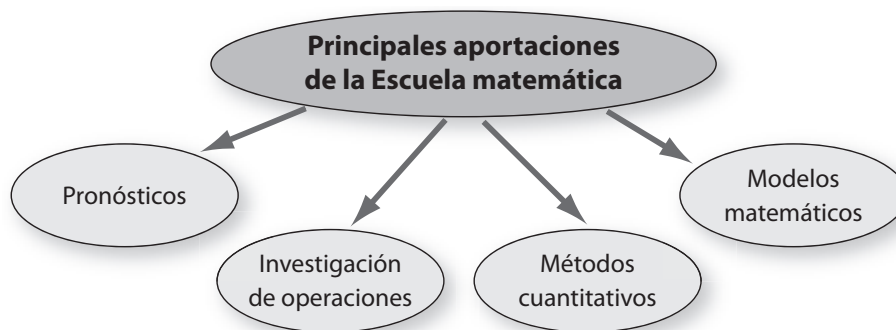 Principales aportaciones
de la Escuela matemática
Pronósticos
Investigación
de operaciones
Métodos
cuantitativos
Modelos
matemáticos